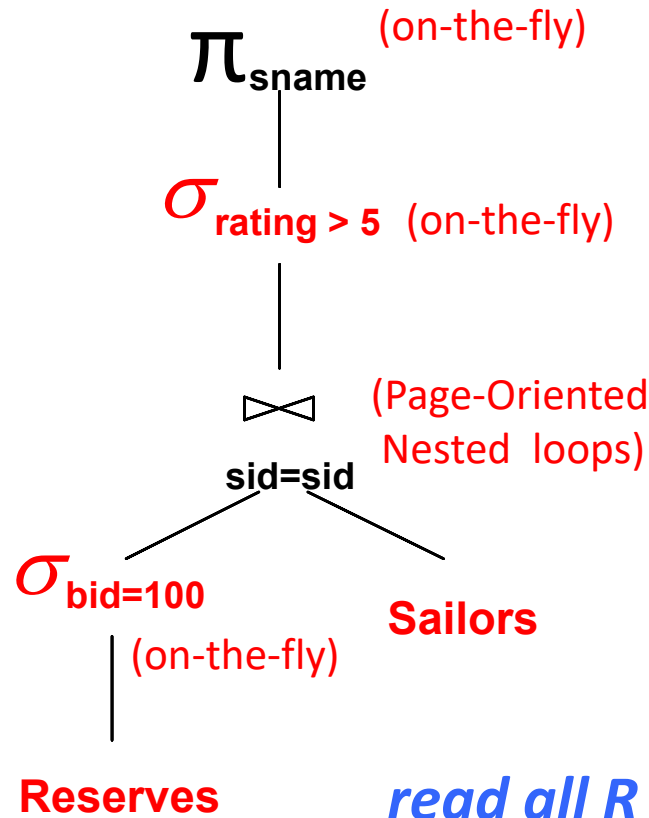 (on-the-fly)
π sname
σ rating > 5 (on-the-fly)
⋈ (Page-Oriented
Nested loops)
sid=sid
σ bid=100
Sailors
(on-the-fly)
Reserves
read all R